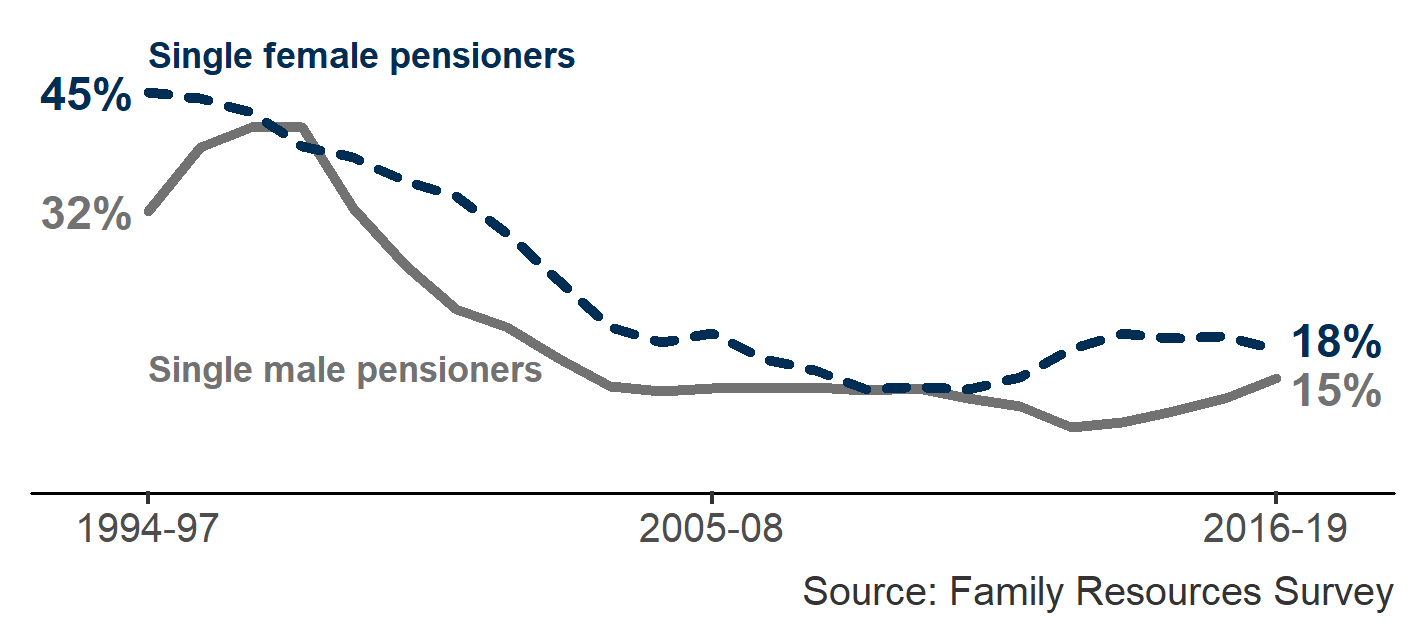 Single female pensioners
45%
32%
Single male pensioners
18%
15%
1994-97
2005-08
2016-19
Source: Family Resources Survey